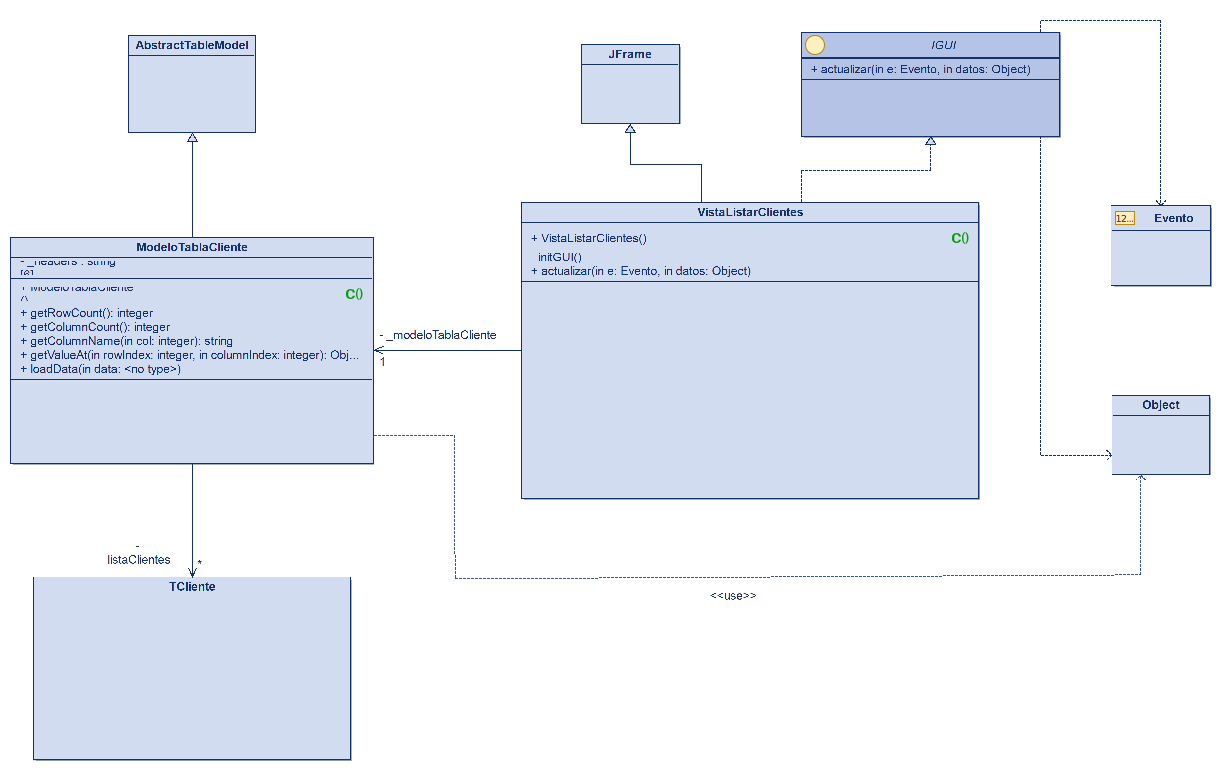 AbstractTableModel
JFrame
IGUI
+ actualizar(in e: Evento, in datos: Object)
12...
Evento
VistaListarClientes
+ VistaListarClientes()
C()
initGUI()
+ actualizar(in e: Evento, in datos: Object)
ModeloTablaCliente
- _headers : string
[6]
+ ModeloTablaCliente
()
C()
+ getRowCount(): integer
+ getColumnCount(): integer
+ getColumnName(in col: integer): string
+ getValueAt(in rowIndex: integer, in columnIndex: integer): Obj...
+ loadData(in data: <no type>)
- _modeloTablaCliente
1
Object
-
listaClientes
*
TCliente
<<use>>